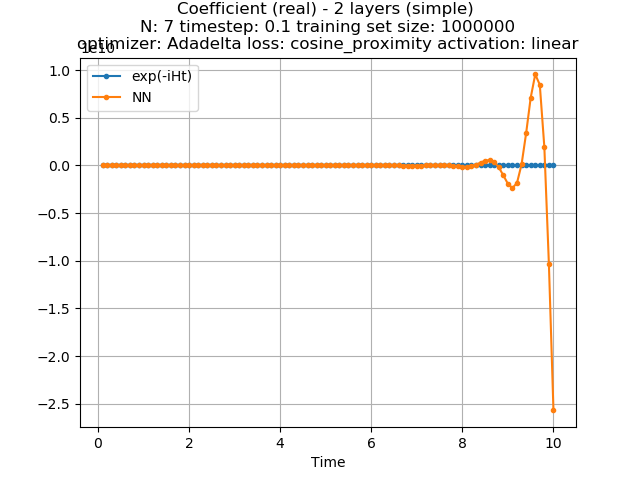 Coefficient (real) - 2 layers (simple)
N: 7 timestep: 0.1 training set size: 1000000
optimizer: Adadelta loss: cosine_proximity activation: linear
1e10
exp(-iHt)
NN
1.0
0.5
0.0
−0.5
−1.0
−1.5
−2.0
−2.5
0 2 4 6 8 10
Time